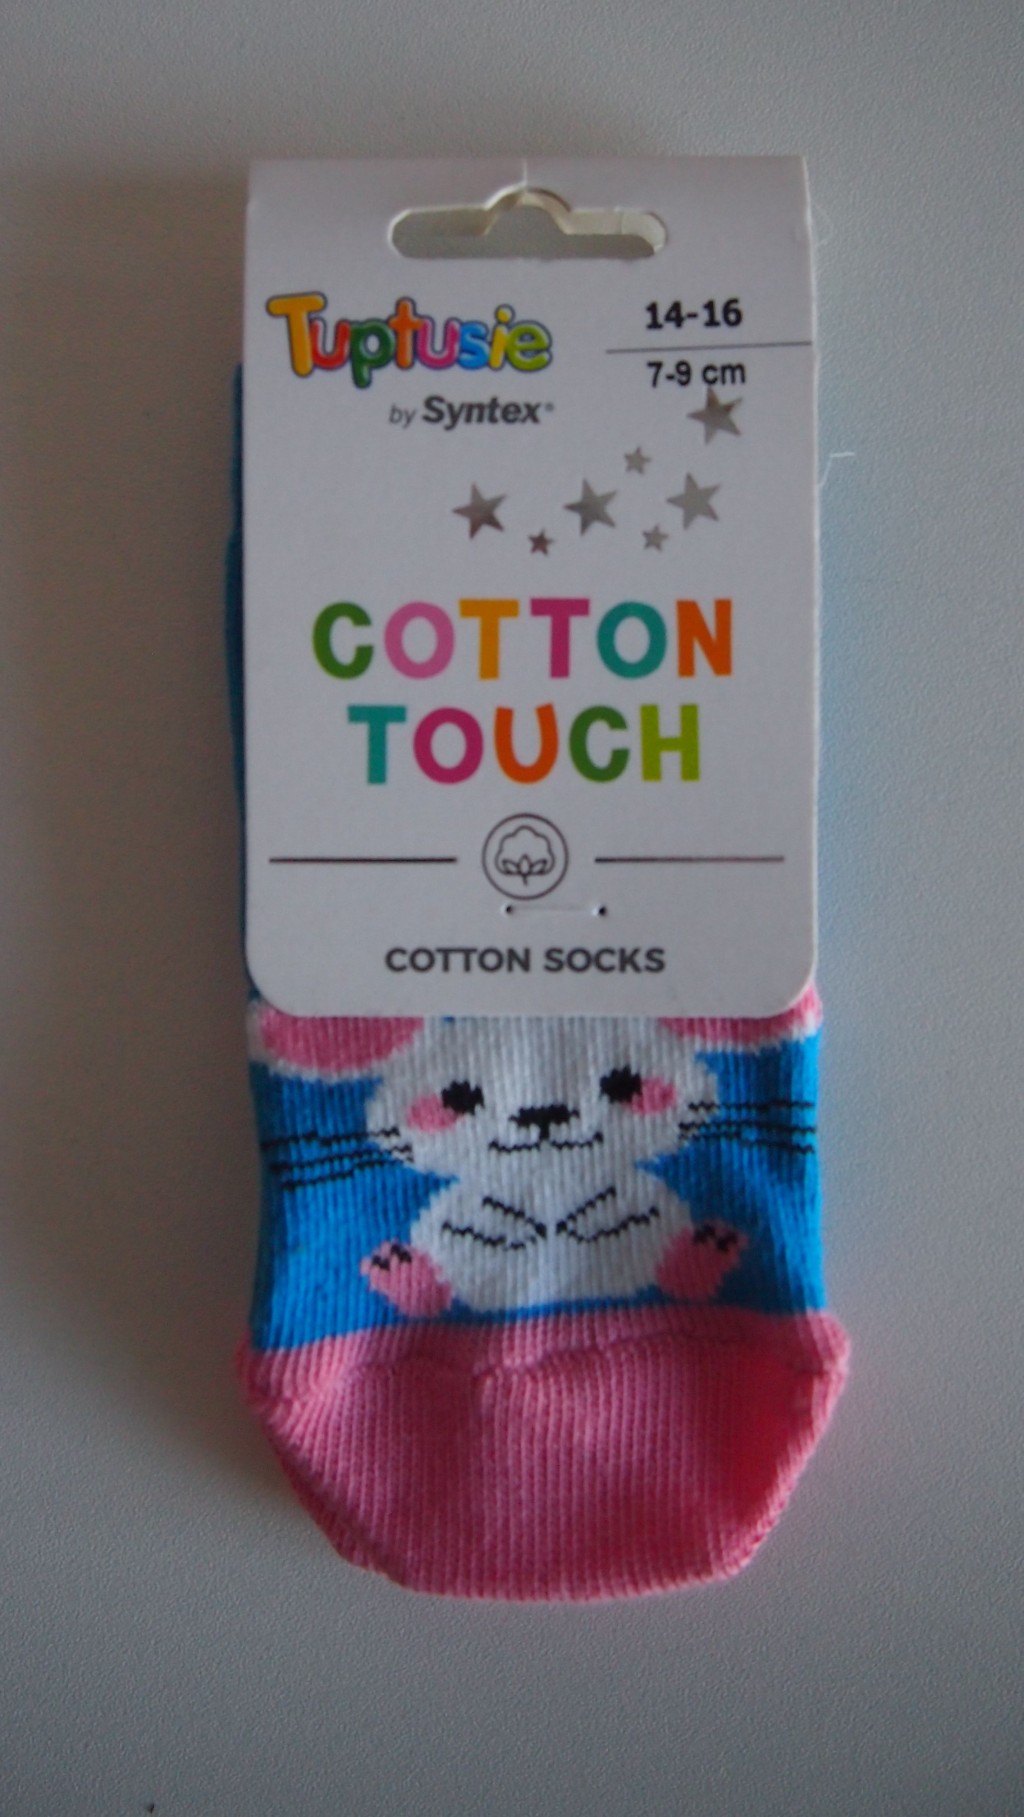 Tuptusie
by Syntex®
14-16
7-9 cm
COTTON
TOUCH
COTTON SOCKS